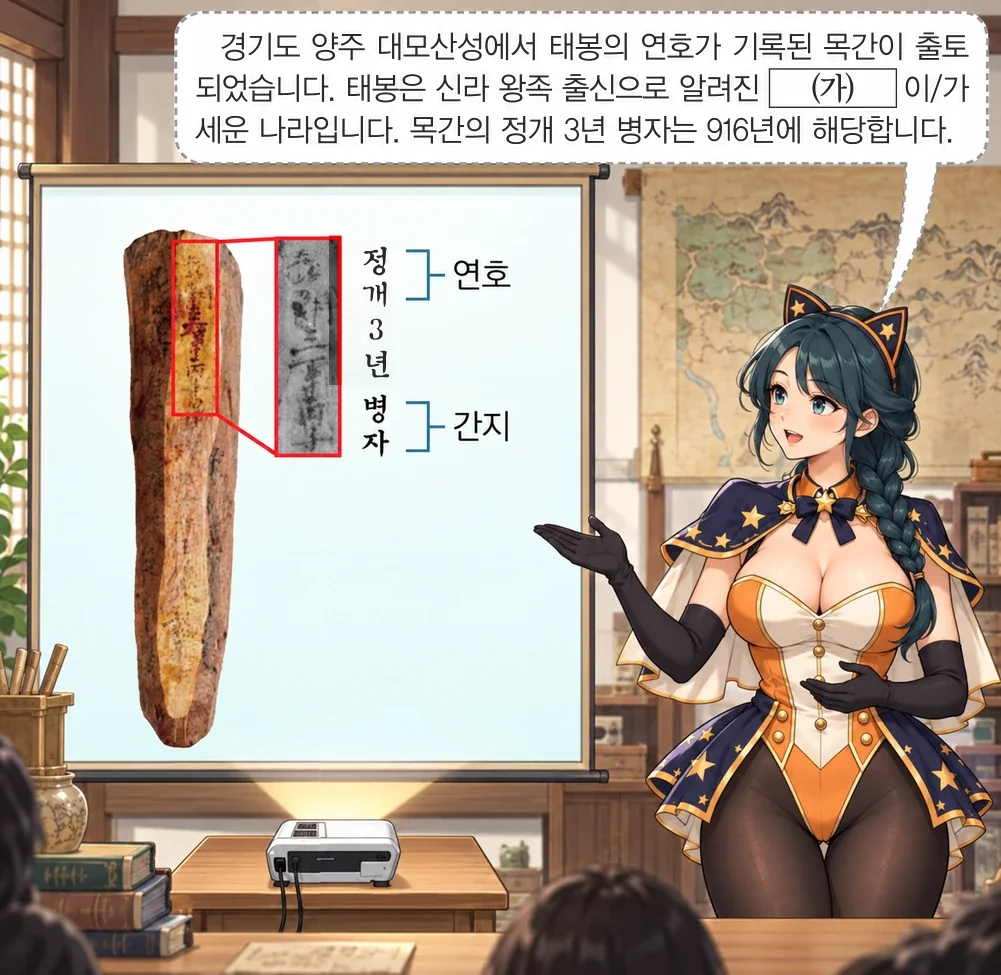 경기도 양주 대모산성에서 태봉의 연호가 기록된 목간이 출토
되었습니다. 태봉은 신라 왕족 출신으로 알려진 (가) 이/가
세운 나라입니다. 목간의 정개 3년 병자는 916년에 해당합니다.
정개3년
연호
병자
간지